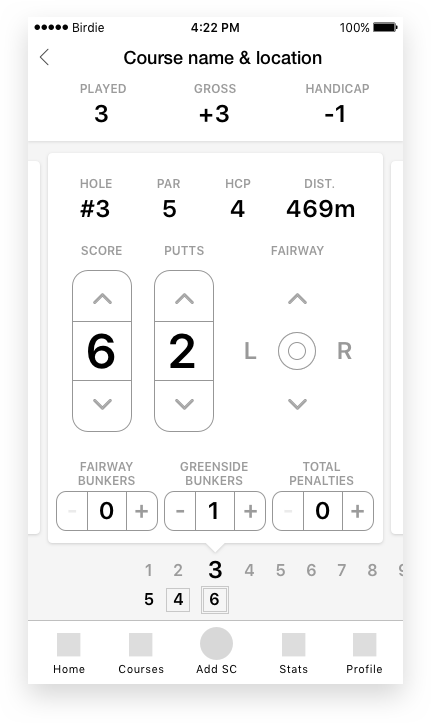 Birdie 4:22 PM 100%
Course name & location
PLAYED GROSS HANDICAP
3 +3 -1
HOLE PAR HCP DIST.
#3 5 4 469m
SCORE PUTTS FAIRWAY
6 2 L R
FAIRWAY BUNKERS GREENSIDE BUNKERS TOTAL PENALTIES
- 0 + - 1 + - 0 +
1 2 3 4 5 6 7 8
5 4 6
Home Courses Add SC Stats Profile